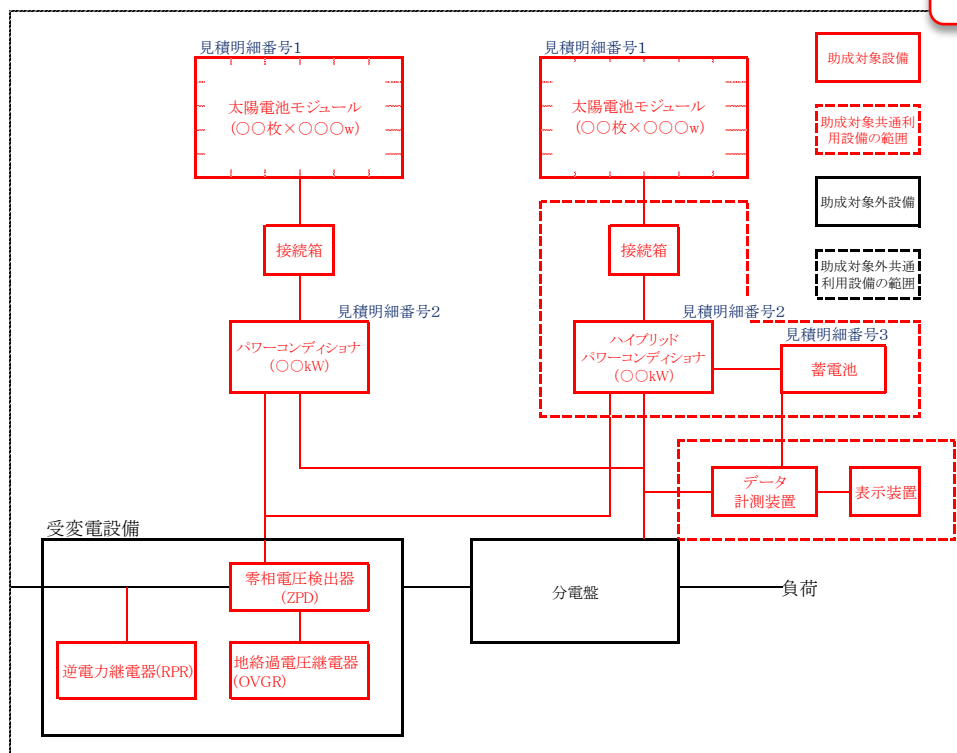 見積明細番号1
太陽電池モジュール
(○○枚×○○○w)
接続箱
見積明細番号2
パワーコンディショナ
(○○kW)
見積明細番号1
太陽電池モジュール
(○○枚×○○○w)
接続箱
見積明細番号2
ハイブリッド
パワーコンディショナ
(○○kW)
見積明細番号3
蓄電池
データ
計測装置
表示装置
助成対象設備
助成対象共通利
用設備の範囲
助成対象外設備
助成対象外共通
利用設備の範囲
受変電設備
零相電圧検出器
(ZPD)
逆電力継電器(RPR)
地絡過電圧継電器
(OVGR)
分電盤
負荷